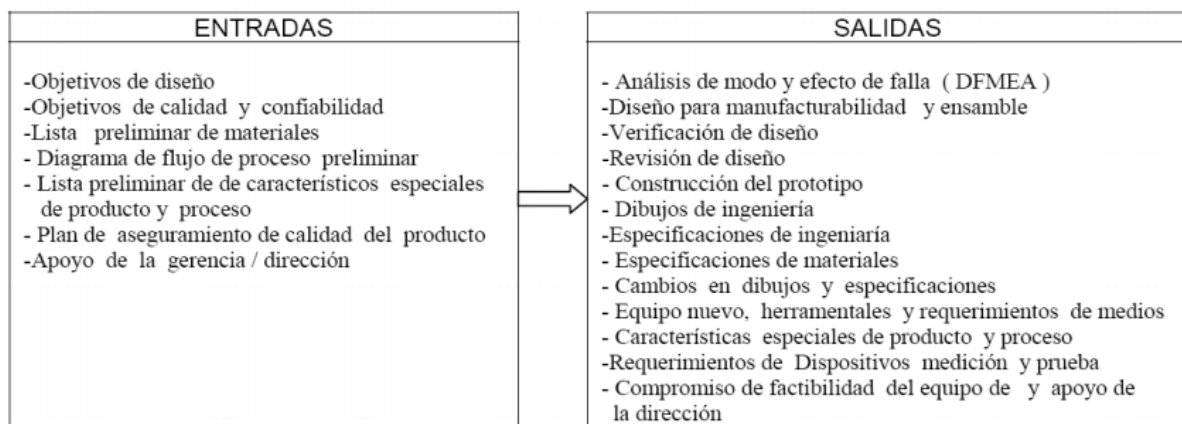 ENTRADAS
-Objetivos de diseño
-Objetivos de calidad y confiabilidad
-Lista preliminar de materiales
- Diagrama de flujo de proceso preliminar
- Lista preliminar de de característicos especiales
de producto y proceso
- Plan de aseguramiento de calidad del producto
-Apoyo de la gerencia / dirección
SALIDAS
- Análisis de modo y efecto de falla ( DFMEA )
-Diseño para manufacturabilidad y ensamble
-Verificación de diseño
-Revisión de diseño
- Construcción del prototipo
- Dibujos de ingeniería
-Especificaciones de ingeniaría
- Especificaciones de materiales
- Cambios en dibujos y especificaciones
- Equipo nuevo, herramentales y requerimientos de medios
- Características especiales de producto y proceso
-Requerimientos de Dispositivos medición y prueba
- Compromiso de factibilidad del equipo de y apoyo de
la dirección